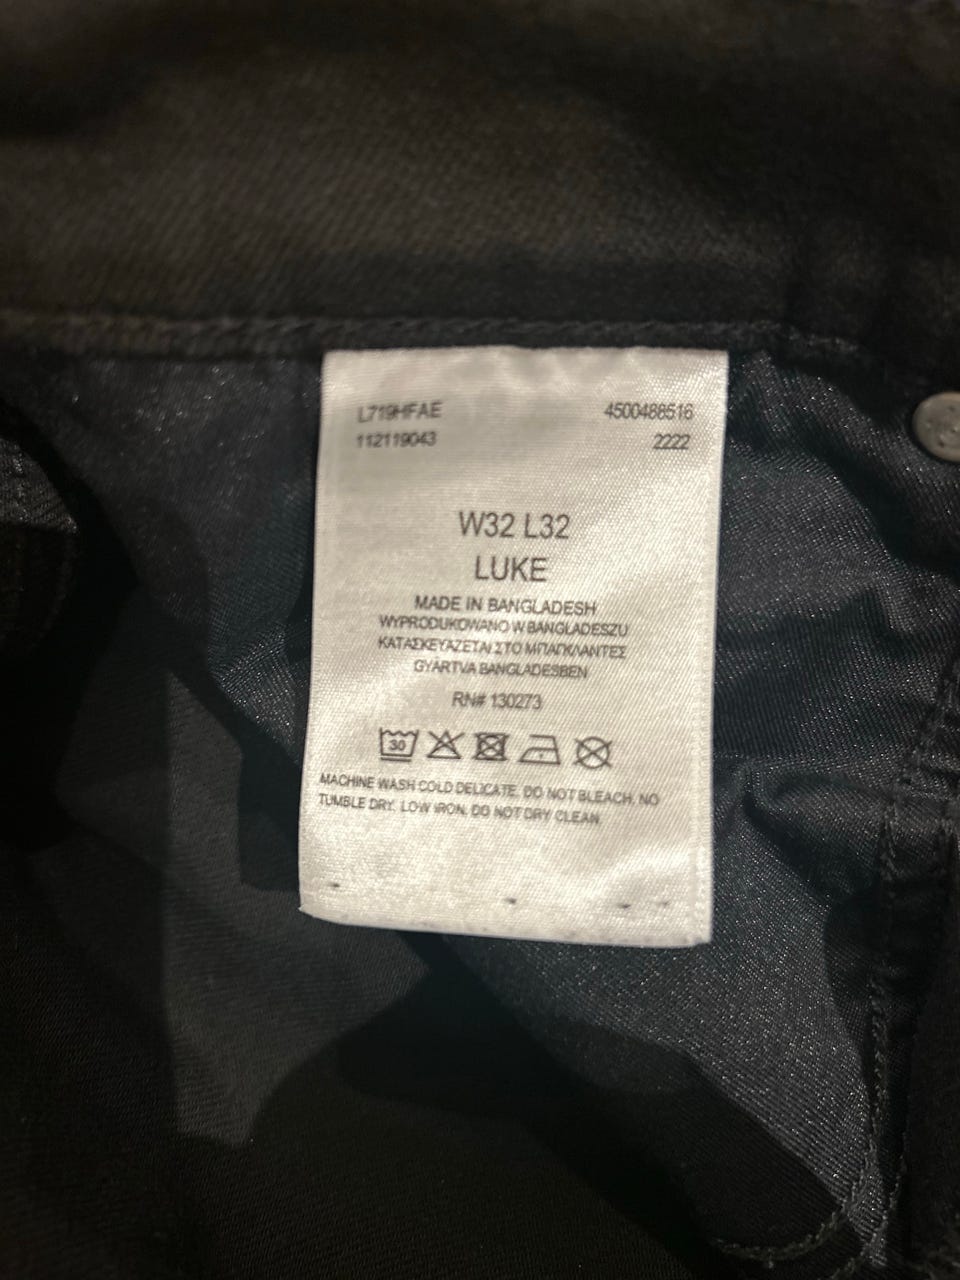 L719HFAE 4500488516
112119043 2222
W32 L32
LUKE
MADE IN BANGLADESH
WYPRODUKOWANO W BANGLADESZU
ΚΑΤΑΣΚΕΥΑΖΕΤΑΙ ΣΤΟ ΜΠΑΓΚΛΑΝΤΕΣ
GYÁRTVA BANGLADESBEN
RN# 130273
30
MACHINE WASH COLD DELICATE. DO NOT BLEACH. NO
TUMBLE DRY. LOW IRON. DO NOT DRY CLEAN